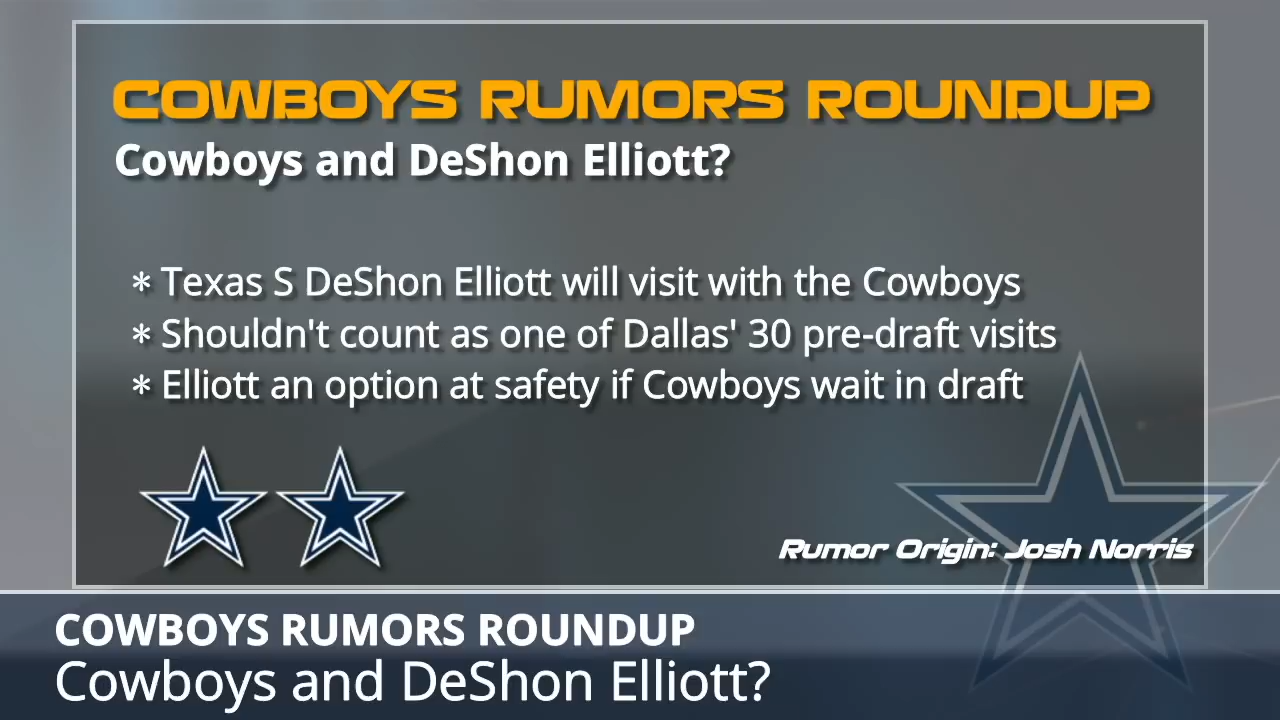 COWBOYS RUMORS ROUNDUP
Cowboys and DeShon Elliott?
* Texas S DeShon Elliott will visit with the Cowboys
* Shouldn't count as one of Dallas' 30 pre-draft visits
* Elliott an option at safety if Cowboys wait in draft
Rumor Origin: Josh Norris
COWBOYS RUMORS ROUNDUP
Cowboys and DeShon Elliott?